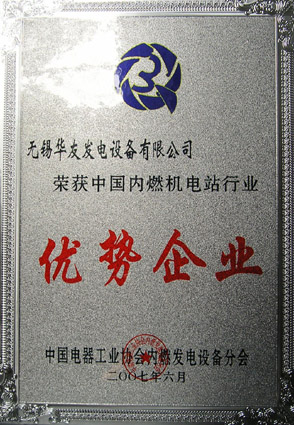 无锡华友发电设备有限公司
荣获中国内燃机电站行业
优势企业
中国电器工业协会内燃发电设备分会
二〇〇七年六月